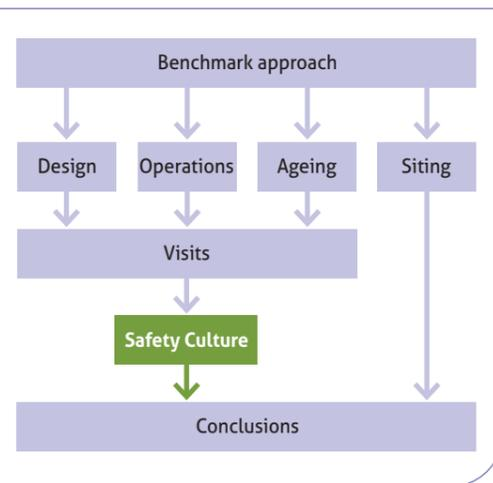 Benchmark approach
Design Operations Ageing Siting
Visits
Safety Culture
Conclusions